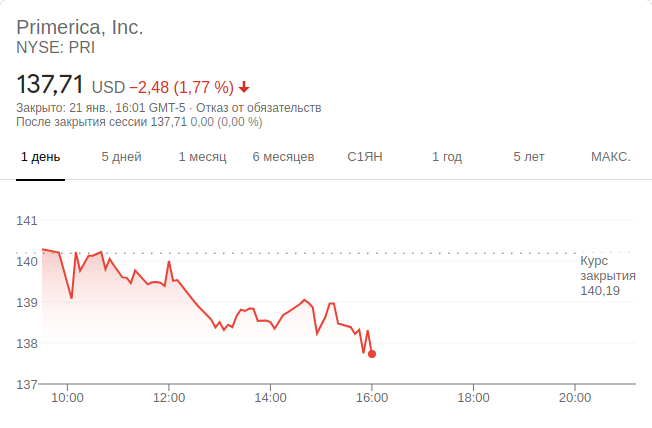 Primerica, Inc.
NYSE: PRI
137,71 USD −2,48 (1,77 %)
Закрыто: 21 янв., 16:01 GMT-5 · Отказ от обязательств
После закрытия сессии 137,71 0,00 (0,00 %)
1 день 5 дней 1 месяц 6 месяцев С1ЯН 1 год 5 лет МАКС.
141
140
139
138
137
Курс
закрытия
140,19
10:00 12:00 14:00 16:00 18:00 20:00